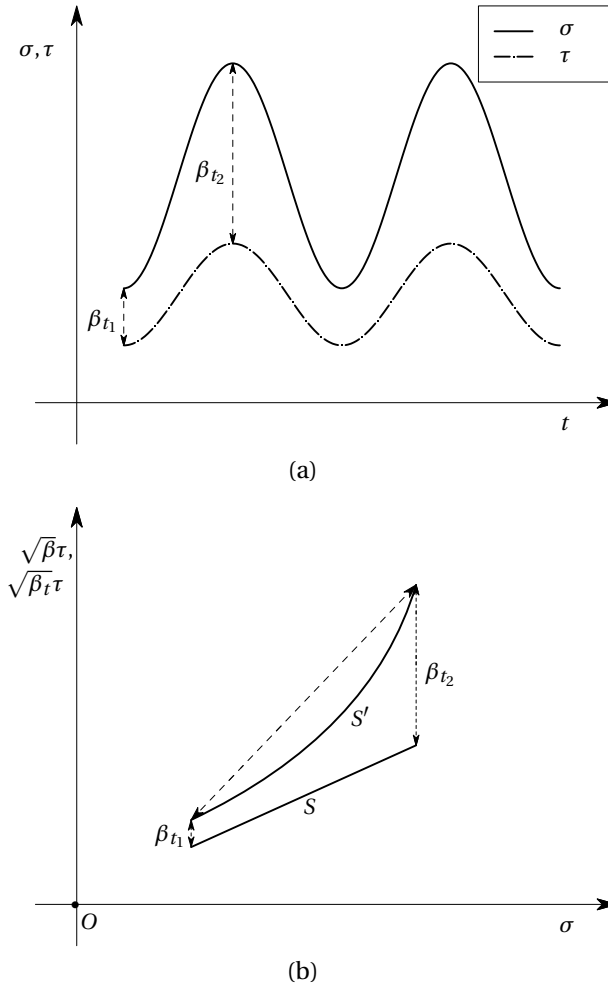 σ, τ
σ
τ
β_{t_2}
β_{t_1}
t
(a)
√β τ,
√β_t τ
β_{t_2}
S′
S
β_{t_1}
O
σ
(b)